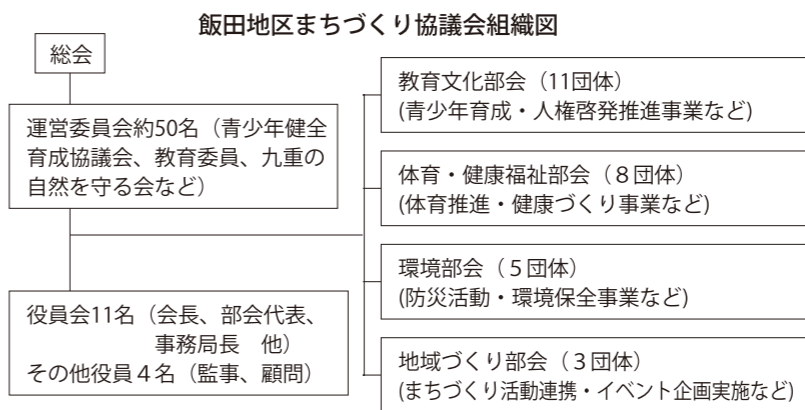 飯田地区まちづくり協議会組織図
総会
運営委員会約50名（青少年健全
育成協議会、教育委員、九重の
自然を守る会など）
役員会11名（会長、部会代表、
事務局長　他）
その他役員４名（監事、顧問）
教育文化部会（11団体）
(青少年育成・人権啓発推進事業など)
体育・健康福祉部会（８団体）
(体育推進・健康づくり事業など)
環境部会（５団体）
(防災活動・環境保全事業など)
地域づくり部会（３団体）
(まちづくり活動連携・イベント企画実施など)